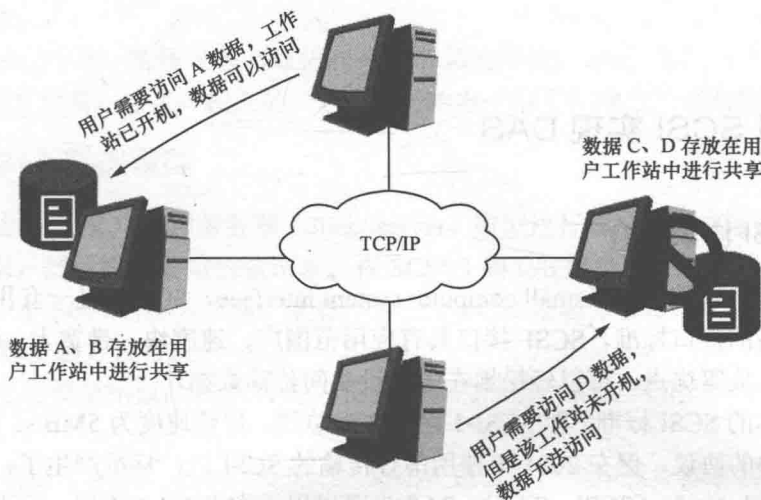 用户需要访问 A 数据，工作
站已开机，数据可以访问
数据 C、D 存放在用
户工作站中进行共享
TCP/IP
数据 A、B 存放在用
户工作站中进行共享
用户需要访问 D 数据，
但是该工作站未开机，
数据无法访问